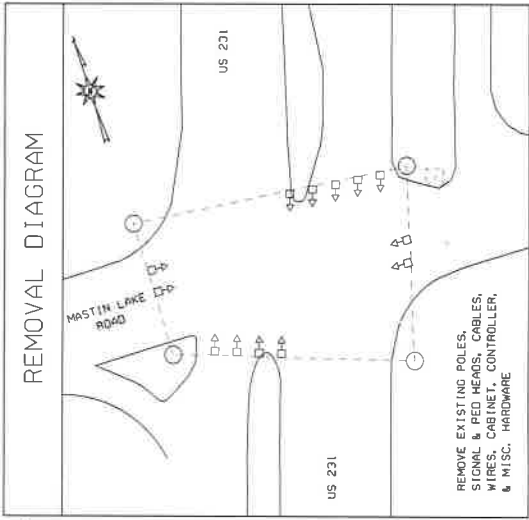 REMOVAL DIAGRAM
US 231
MASTIN LAKE
ROAD
US 231
REMOVE EXISTING POLES,
SIGNAL & PED HEADS, CABLES,
WIRES, CABINET, CONTROLLER,
& MISC. HARDWARE